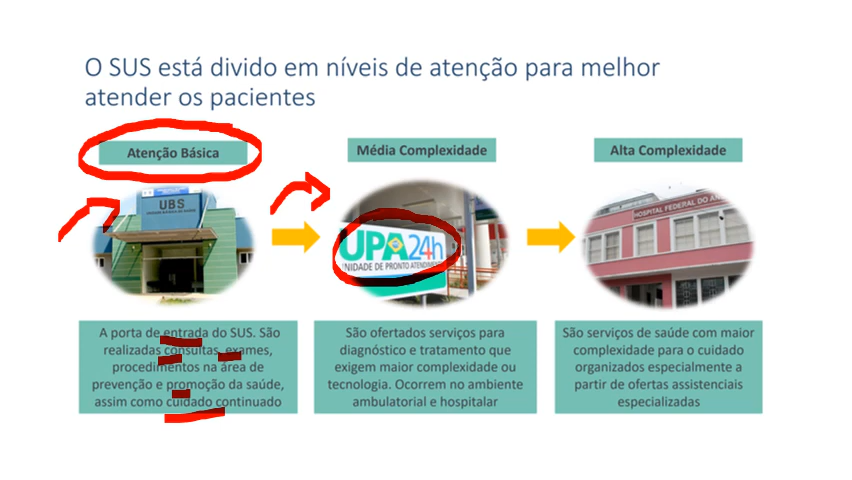 O SUS está divido em níveis de atenção para melhor
atender os pacientes
Atenção Básica
Média Complexidade
Alta Complexidade
UBS
UPA24h
UNIDADE DE PRONTO ATENDIMENTO
HOSPITAL FEDERAL DO
A porta de entrada do SUS. São
realizadas consultas, exames,
procedimentos na área de
prevenção e promoção da saúde,
assim como cuidado continuado
São ofertados serviços para
diagnóstico e tratamento que
exigem maior complexidade ou
tecnologia. Ocorrem no ambiente
ambulatorial e hospitalar
São serviços de saúde com maior
complexidade para o cuidado
organizados especialmente a
partir de ofertas assistenciais
especializadas